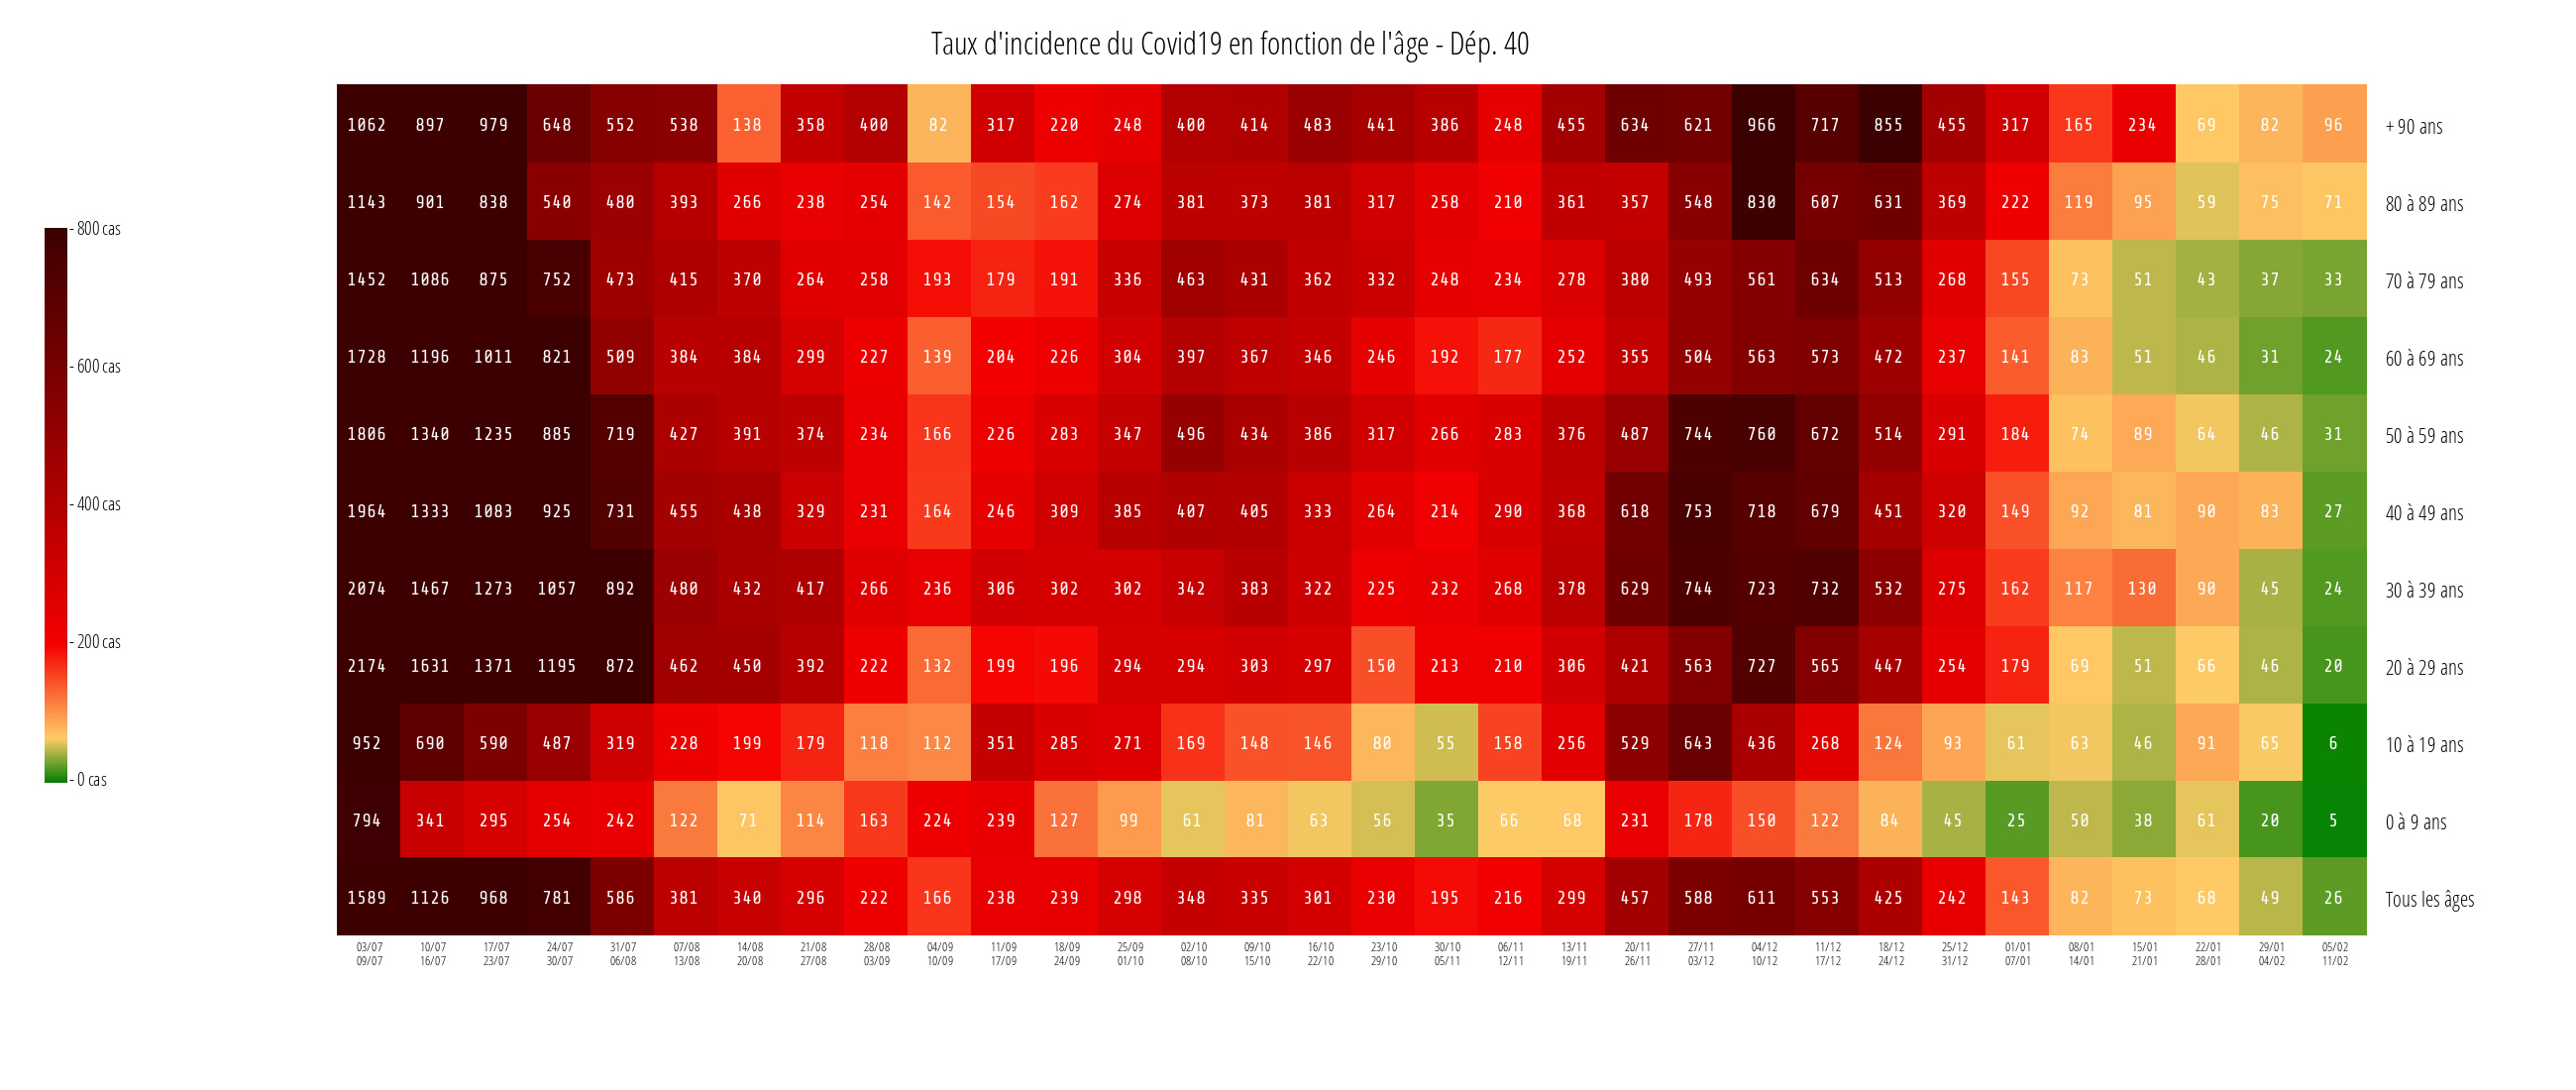 Taux d'incidence du Covid19 en fonction de l'âge - Dép. 40
- 800 cas
- 600 cas
- 400 cas
- 200 cas
- 0 cas
1062 897 979 648 552 538 138 358 400 82 317 220 248 400 414 483 441 386 248 455 634 621 966 717 855 455 317 165 234 69 82 96 + 90 ans
1143 901 838 540 480 393 266 238 254 142 154 162 274 381 373 381 317 258 210 361 357 548 830 607 631 369 222 119 95 59 75 71 80 à 89 ans
1452 1086 875 752 473 415 370 264 258 193 179 191 336 463 431 362 332 248 234 278 380 493 561 634 513 268 155 73 51 43 37 33 70 à 79 ans
1728 1196 1011 821 509 384 384 299 227 139 204 226 304 397 367 346 246 192 177 252 355 504 563 573 472 237 141 83 51 46 31 24 60 à 69 ans
1806 1340 1235 885 719 427 391 374 234 166 226 283 347 496 434 386 317 266 283 376 487 744 760 672 514 291 184 74 89 64 46 31 50 à 59 ans
1964 1333 1083 925 731 455 438 329 231 164 246 309 385 407 405 333 264 214 290 368 618 753 718 679 451 320 149 92 81 90 83 27 40 à 49 ans
2074 1467 1273 1057 892 480 432 417 266 236 306 302 302 342 383 322 225 232 268 378 629 744 723 732 532 275 162 117 130 90 45 24 30 à 39 ans
2174 1631 1371 1195 872 462 450 392 222 132 199 196 294 294 303 297 150 213 210 306 421 563 727 565 447 254 179 69 51 66 46 20 20 à 29 ans
952 690 590 487 319 228 199 179 118 112 351 285 271 169 148 146 80 55 158 256 529 643 436 268 124 93 61 63 46 91 65 6 10 à 19 ans
794 341 295 254 242 122 71 114 163 224 239 127 99 61 81 63 56 35 66 68 231 178 150 122 84 45 25 50 38 61 20 5 0 à 9 ans
1589 1126 968 781 586 381 340 296 222 166 238 239 298 348 335 301 230 195 216 299 457 588 611 553 425 242 143 82 73 68 49 26 Tous les âges
03/07 10/07 17/07 24/07 31/07 07/08 14/08 21/08 28/08 04/09 11/09 18/09 25/09 02/10 09/10 16/10 23/10 30/10 06/11 13/11 20/11 27/11 04/12 11/12 18/12 25/12 01/01 08/01 15/01 22/01 29/01 05/02
09/07 16/07 23/07 30/07 06/08 13/08 20/08 27/08 03/09 10/09 17/09 24/09 01/10 08/10 15/10 22/10 29/10 05/11 12/11 19/11 26/11 03/12 10/12 17/12 24/12 31/12 07/01 14/01 21/01 28/01 04/02 11/02